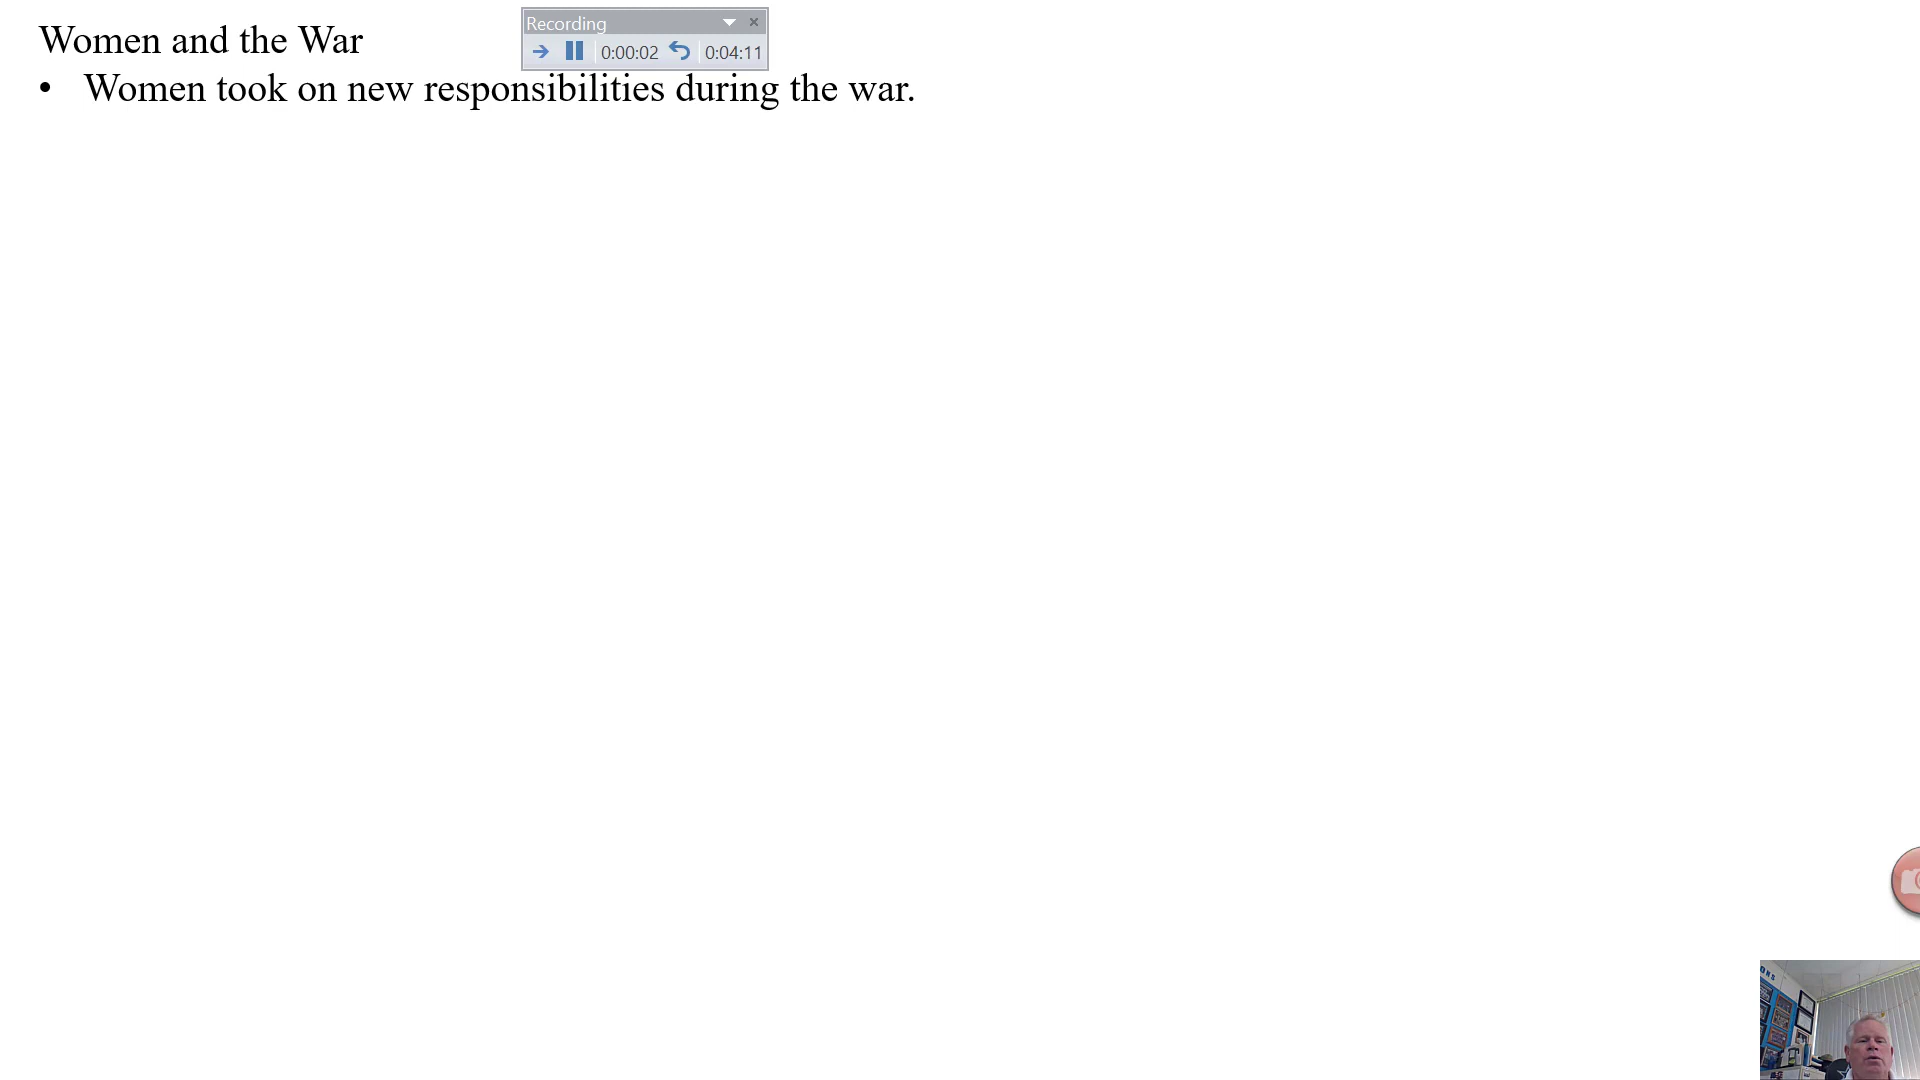 Women and the War
Recording
0:00:02 0:04:11
• Women took on new responsibilities during the war.